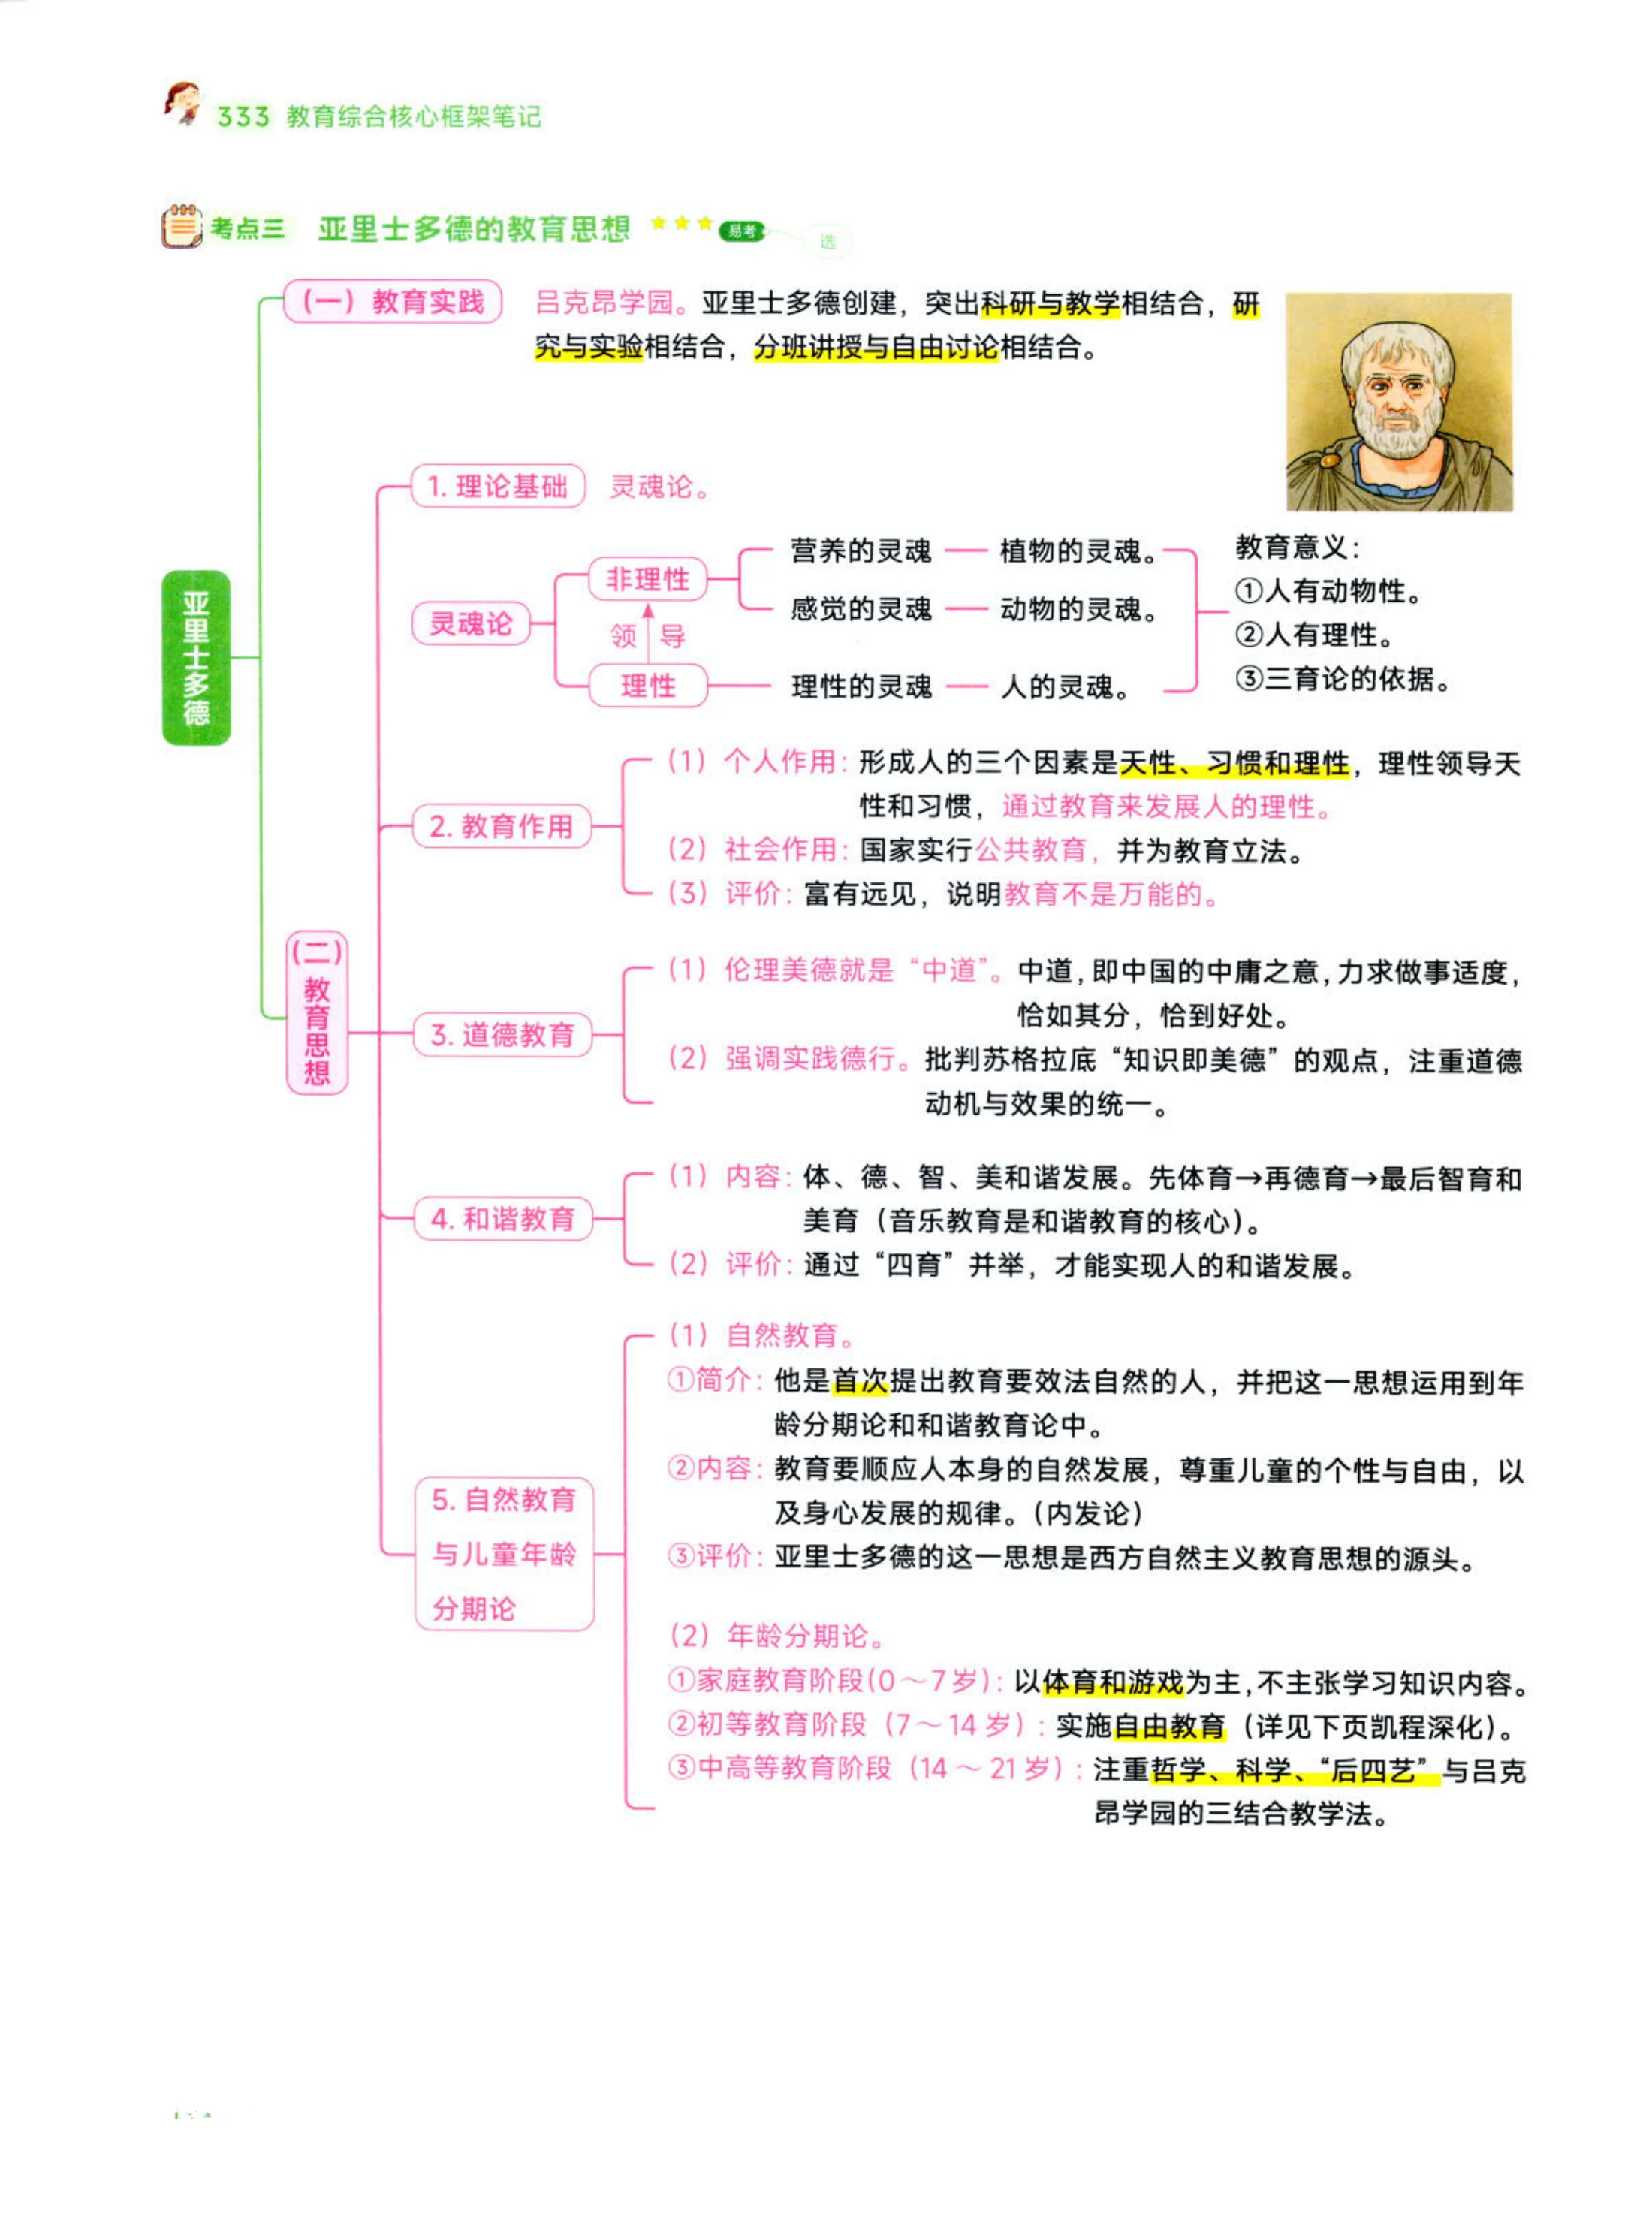 333 教育综合核心框架笔记
考点三 亚里士多德的教育思想 易考 选
亚里士多德
(一) 教育实践
吕克昂学园。亚里士多德创建，突出科研与教学相结合，研
究与实验相结合，分班讲授与自由讨论相结合。
(二) 教育思想
1. 理论基础 灵魂论。
灵魂论
非理性
营养的灵魂 — 植物的灵魂。
感觉的灵魂 — 动物的灵魂。
领导
理性
理性的灵魂 — 人的灵魂。
教育意义：
①人有动物性。
②人有理性。
③三育论的依据。
2. 教育作用
(1) 个人作用：形成人的三个因素是天性、习惯和理性，理性领导天
性和习惯，通过教育来发展人的理性。
(2) 社会作用：国家实行公共教育，并为教育立法。
(3) 评价：富有远见，说明教育不是万能的。
3. 道德教育
(1) 伦理美德就是“中道”。中道，即中国的中庸之意，力求做事适度，
恰如其分，恰到好处。
(2) 强调实践德行。批判苏格拉底“知识即美德”的观点，注重道德
动机与效果的统一。
4. 和谐教育
(1) 内容：体、德、智、美和谐发展。先体育→再德育→最后智育和
美育（音乐教育是和谐教育的核心）。
(2) 评价：通过“四育”并举，才能实现人的和谐发展。
5. 自然教育
与儿童年龄
分期论
(1) 自然教育。
①简介：他是首次提出教育要效法自然的人，并把这一思想运用到年
龄分期论和和谐教育论中。
②内容：教育要顺应人本身的自然发展，尊重儿童的个性与自由，以
及身心发展的规律。（内发论）
③评价：亚里士多德的这一思想是西方自然主义教育思想的源头。
(2) 年龄分期论。
①家庭教育阶段（0～7岁）：以体育和游戏为主，不主张学习知识内容。
②初等教育阶段（7～14岁）：实施自由教育（详见下页凯程深化）。
③中高等教育阶段（14～21岁）：注重哲学、科学、“后四艺”与吕克
昂学园的三结合教学法。